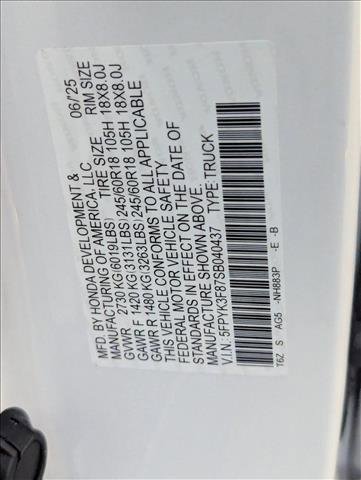 MFD. BY HONDA DEVELOPMENT & 06/'25
MANUFACTURING OF AMERICA, LLC
TIRE SIZE RIM SIZE
GVWR 2730 KG(6019LBS)
GAWR F 1420 KG(3131LBS) 245/60R18 105H 18X8.0J
GAWR R 1480 KG(3263LBS) 245/60R18 105H 18X8.0J
THIS VEHICLE CONFORMS TO ALL APPLICABLE
FEDERAL MOTOR VEHICLE SAFETY
STANDARDS IN EFFECT ON THE DATE OF
MANUFACTURE SHOWN ABOVE.
V.I.N.: 5FPYK3F87SB040437 TYPE:TRUCK
T6Z S AG5 -NH883P -E -B